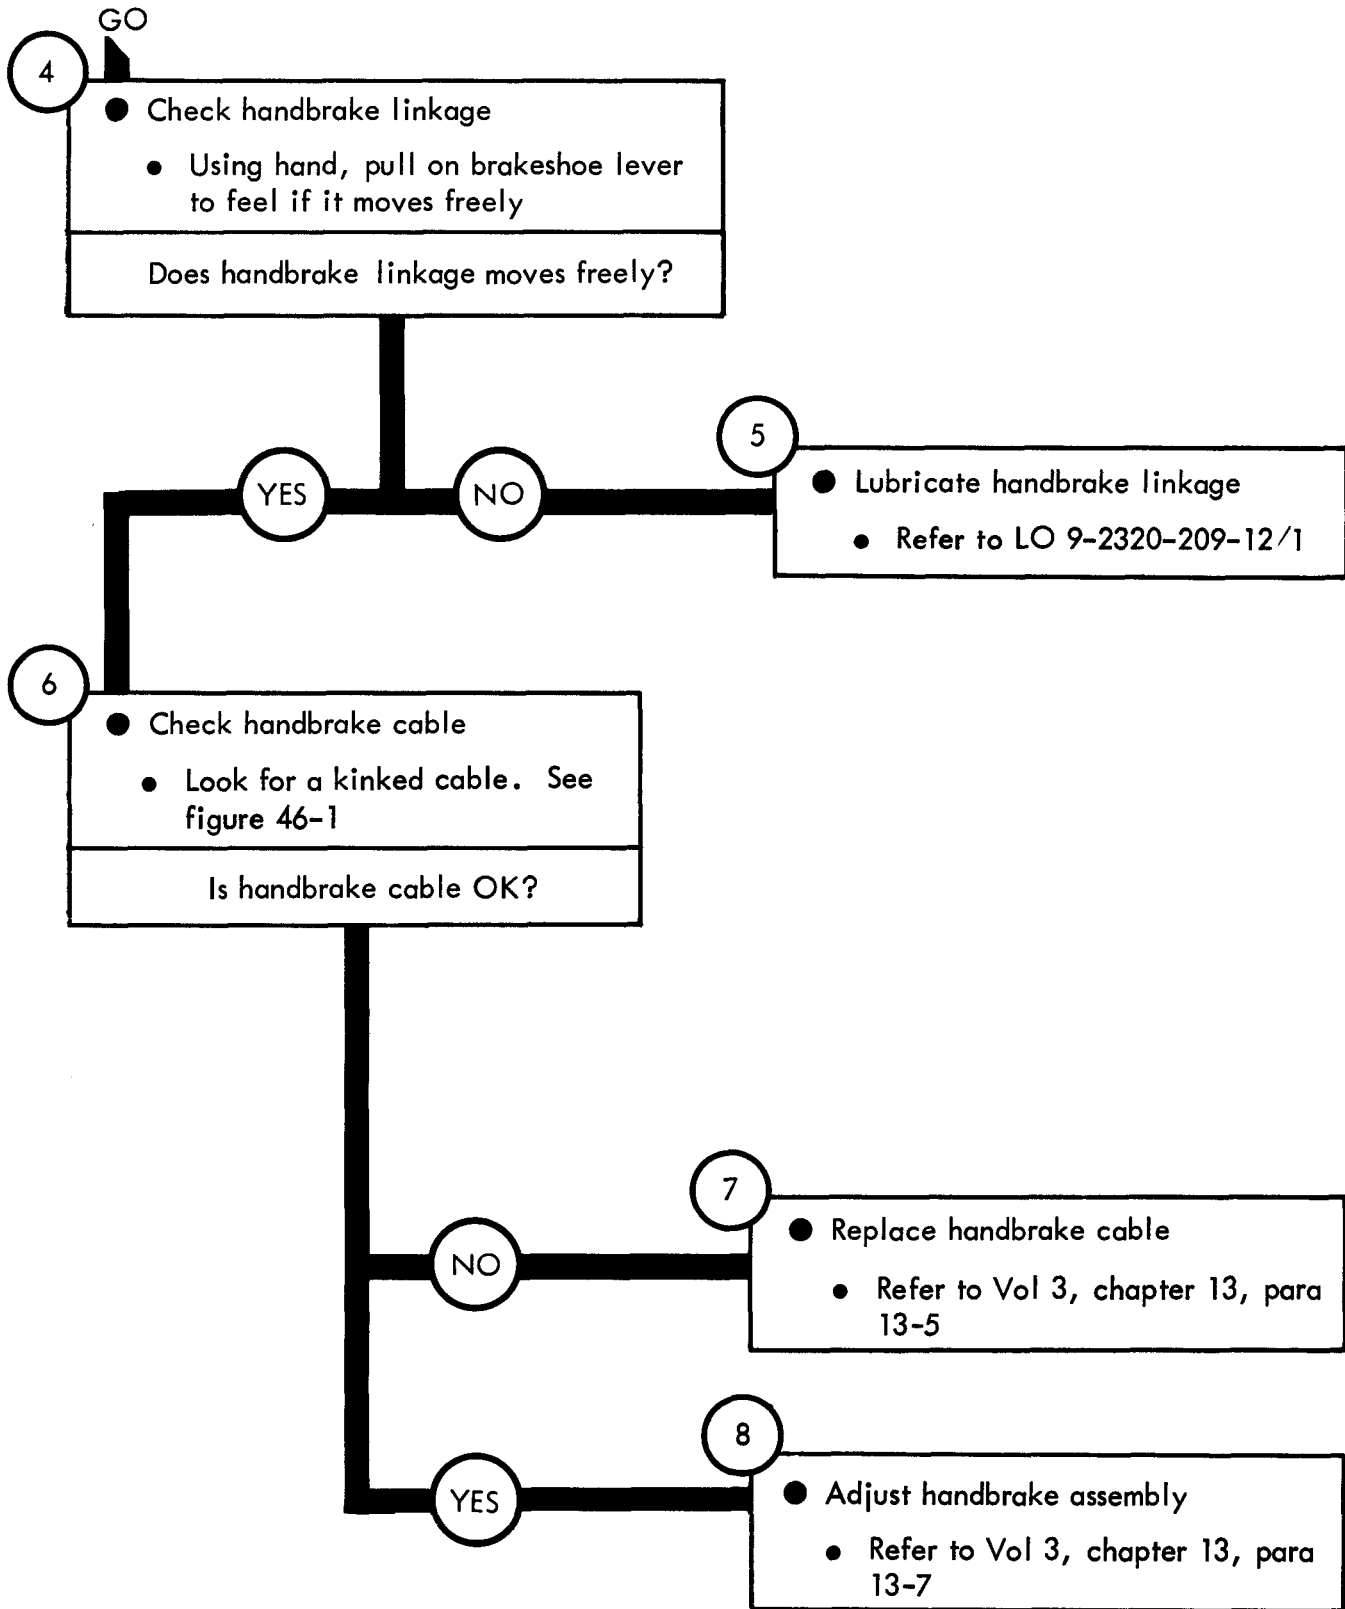 GO
4
● Check handbrake linkage
● Using hand, pull on brakeshoe lever
to feel if it moves freely
Does handbrake linkage moves freely?
YES
NO
5
● Lubricate handbrake linkage
● Refer to LO 9-2320-209-12/1
6
● Check handbrake cable
● Look for a kinked cable. See
figure 46-1
Is handbrake cable OK?
NO
7
● Replace handbrake cable
● Refer to Vol 3, chapter 13, para
13-5
YES
8
● Adjust handbrake assembly
● Refer to Vol 3, chapter 13, para
13-7